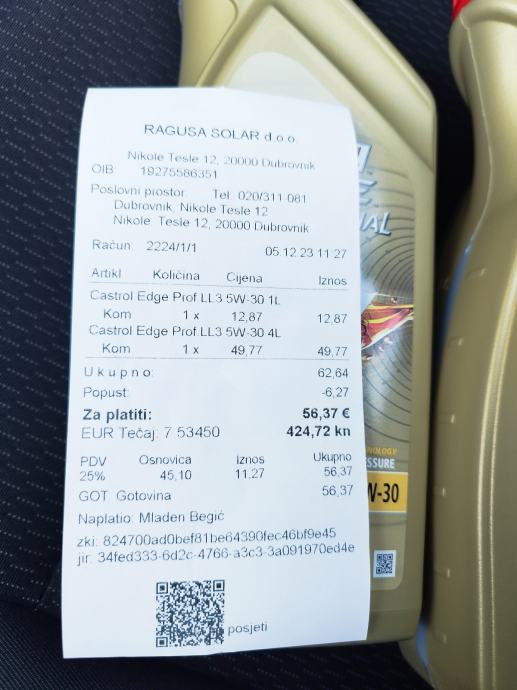 RAGUSA SOLAR d.o.o.
Nikole Tesle 12, 20000 Dubrovnik
OIB: 19275586351
Poslovni prostor: Tel: 020/311 081
Dubrovnik, Nikole Tesle 12
Nikole Tesle 12, 20000 Dubrovnik
Račun: 2224/1/1 05.12.23 11:27
Artikl Količina Cijena Iznos
Castrol Edge Prof.LL3 5W-30 1L
Kom 1 x 12,87 12,87
Castrol Edge Prof.LL3 5W-30 4L
Kom 1 x 49,77 49,77
Ukupno: 62,64
Popust: -6,27
Za platiti: 56,37 €
EUR Tečaj: 7.53450 424,72 kn
PDV Osnovica Iznos Ukupno
25% 45,10 11,27 56,37
GOT Gotovina 56,37
Naplatio: Mladen Begić
zki: 824700ad0bef81be64390fec46bf9e45
jir: 34fed333-6d2c-4766-a3c3-3a091970ed4e
posjeti
NAL
NOLOGY
ESSURE
W-30